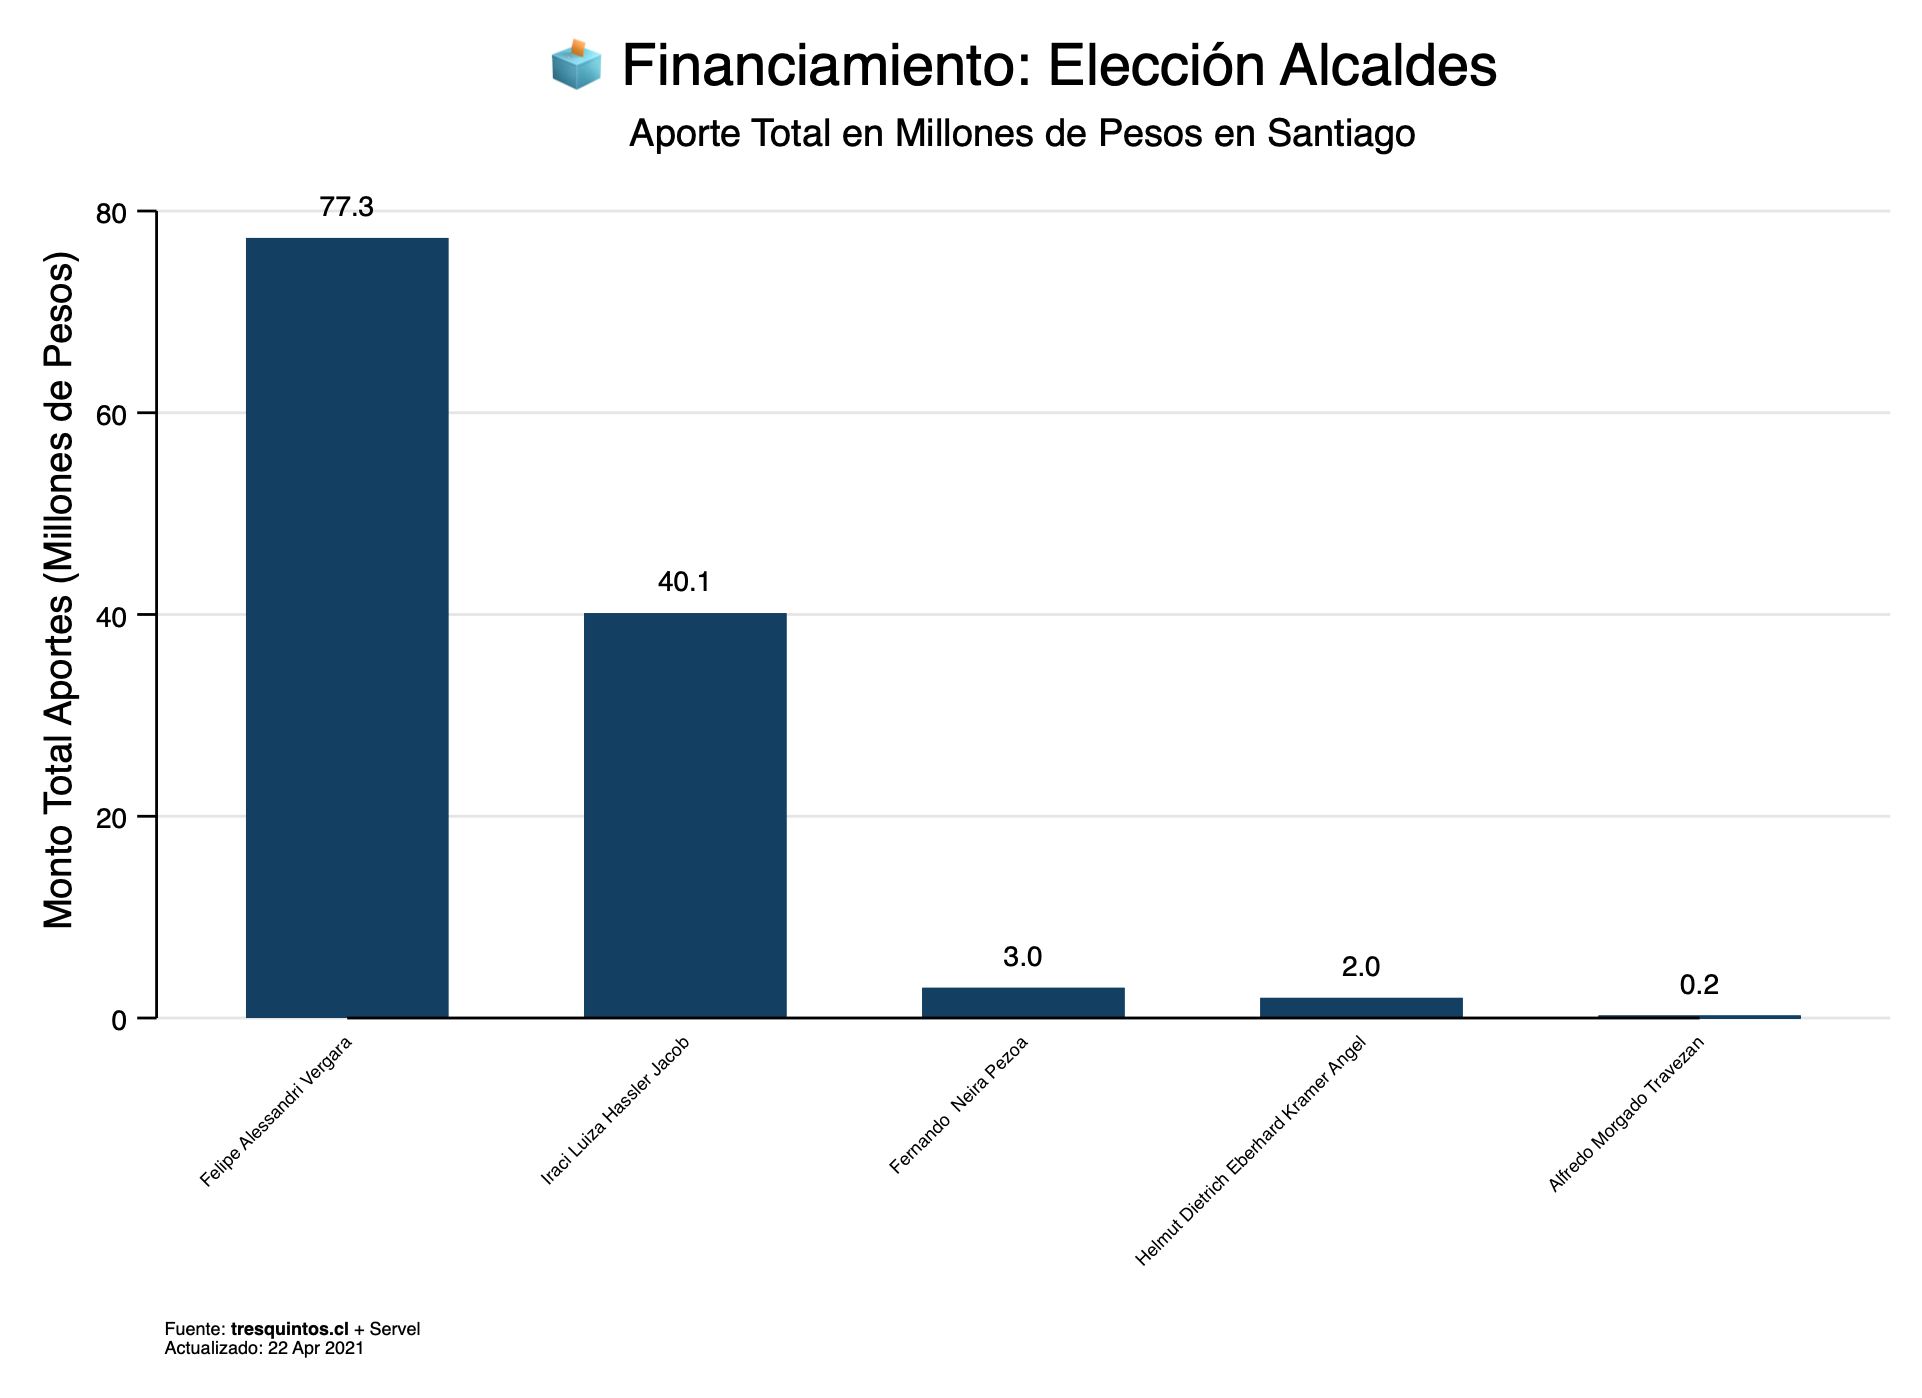 Financiamiento: Elección Alcaldes
Aporte Total en Millones de Pesos en Santiago
Monto Total Aportes (Millones de Pesos)
80
60
40
20
0
77.3
40.1
3.0
2.0
0.2
Felipe Alessandri Vergara
Iraci Luiza Hassler Jacob
Fernando  Neira Pezoa
Helmut Dietrich Eberhard Kramer Angel
Alfredo Morgado Travezan
Fuente: tresquintos.cl + Servel
Actualizado: 22 Apr 2021